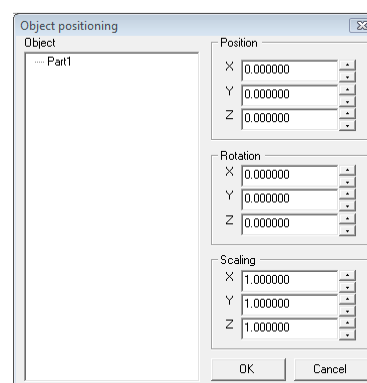 Object positioning
Object
Part1
Position
X 0.000000
Y 0.000000
Z 0.000000
Rotation
X 0.000000
Y 0.000000
Z 0.000000
Scaling
X 1.000000
Y 1.000000
Z 1.000000
OK Cancel